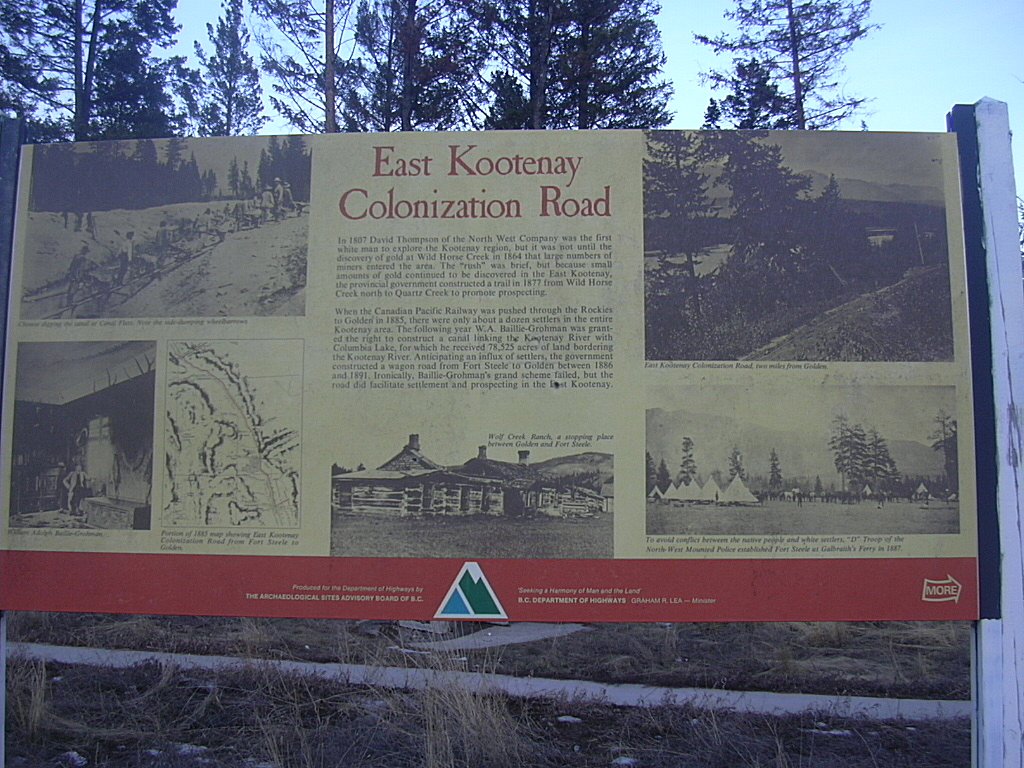 East Kootenay
Colonization Road
In 1807 David Thompson of the North West Company was the first
white man to explore the Kootenay region, but it was not until the
discovery of gold at Wild Horse Creek in 1864 that large numbers of
miners entered the area. The "rush" was brief, but because small
amounts of gold continued to be discovered in the East Kootenay,
the provincial government constructed a trail in 1877 from Wild Horse
Creek north to Quartz Creek to promote prospecting.
When the Canadian Pacific Railway was pushed through the Rockies
to Golden in 1885, there were only about a dozen settlers in the entire
Kootenay area. The following year W.A. Baillie-Grohman was grant-
ed the right to construct a canal linking the Kootenay River with
Columbia Lake, for which he received 78,525 acres of land bordering
the Kootenay River. Anticipating an influx of settlers, the government
constructed a wagon road from Fort Steele to Golden between 1886
and 1891. Ironically, Baillie-Grohman's grand scheme failed, but the
road did facilitate settlement and prospecting in the East Kootenay.
Chinese digging the canal at Canal Flats. Note the side-dumping wheelbarrows.
East Kootenay Colonization Road, two miles from Golden.
William Adolph Baillie-Grohman.
Portion of 1885 map showing East Kootenay
Colonization Road from Fort Steele to
Golden.
Wolf Creek Ranch, a stopping place
between Golden and Fort Steele.
To avoid conflict between the native people and white settlers, "D" Troop of the
North-West Mounted Police established Fort Steele at Galbraith's Ferry in 1887.
Produced for the Department of Highways by
THE ARCHAEOLOGICAL SITES ADVISORY BOARD OF B.C.
'Seeking a Harmony of Man and the Land'
B.C. DEPARTMENT OF HIGHWAYS GRAHAM R. LEA — Minister
MORE